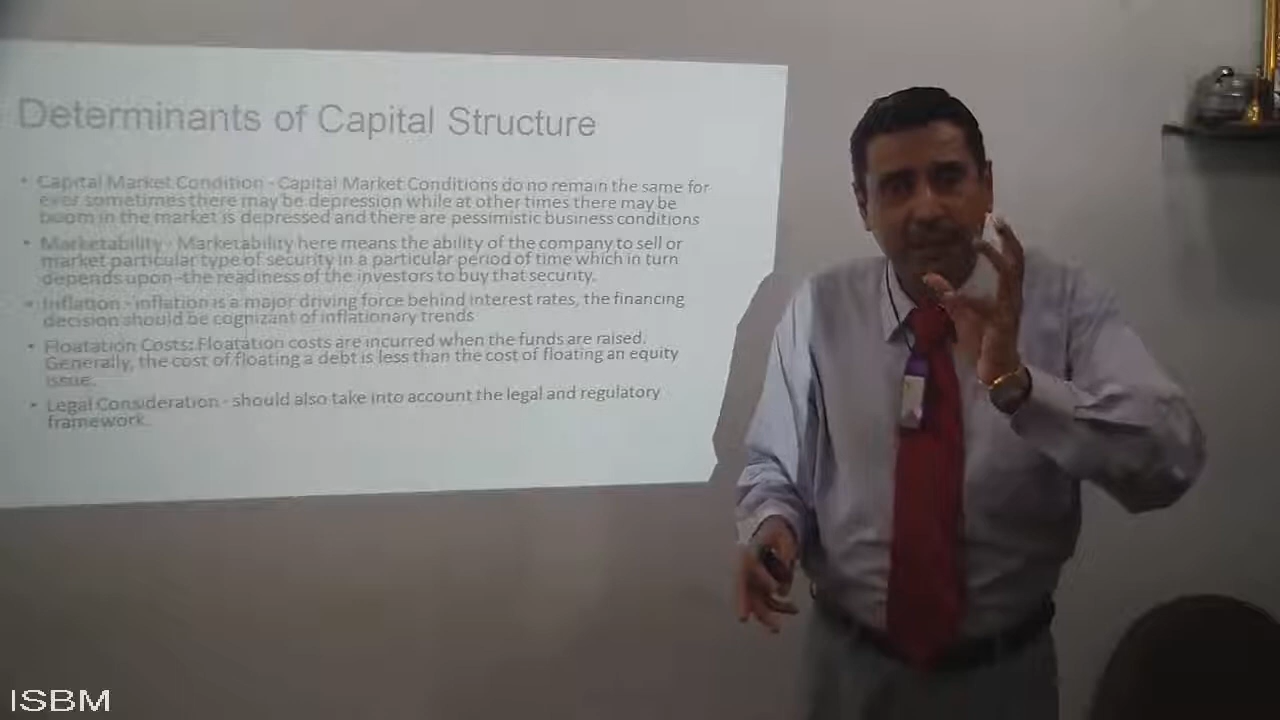 Determinants of Capital Structure
• Capital Market Condition - Capital Market Conditions do no remain the same for
ever sometimes there may be depression while at other times there may be
boom in the market is depressed and there are pessimistic business conditions
• Marketability - Marketability here means the ability of the company to sell or
market particular type of security in a particular period of time which in turn
depends upon -the readiness of the investors to buy that security.
• Inflation - inflation is a major driving force behind interest rates, the financing
decision should be cognizant of inflationary trends
• Floatation Costs: Floatation costs are incurred when the funds are raised.
Generally, the cost of floating a debt is less than the cost of floating an equity
issue.
• Legal Consideration - should also take into account the legal and regulatory
framework.
ISBM